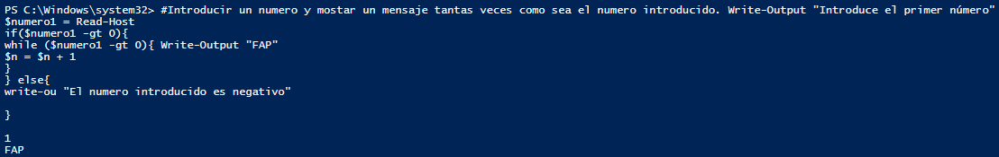 PS C:\Windows\system32> #Introducir un numero y mostar un mensaje tantas veces como sea el numero introducido. Write-Output "Introduce el primer número"
$numero1 = Read-Host
if($numero1 -gt 0){
while ($numero1 -gt 0){ Write-Output "FAP"
$n = $n + 1
}
} else{
write-ou "El numero introducido es negativo"
}
1
FAP